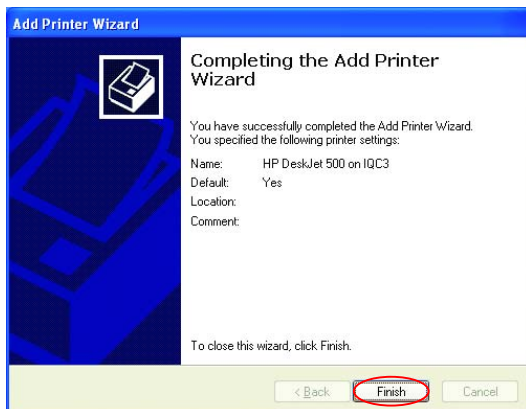 Add Printer Wizard
Completing the Add Printer
Wizard
You have successfully completed the Add Printer Wizard.
You specified the following printer settings:
Name: HP DeskJet 500 on IQC3
Default: Yes
Location:
Comment:
To close this wizard, click Finish.
< Back Finish Cancel